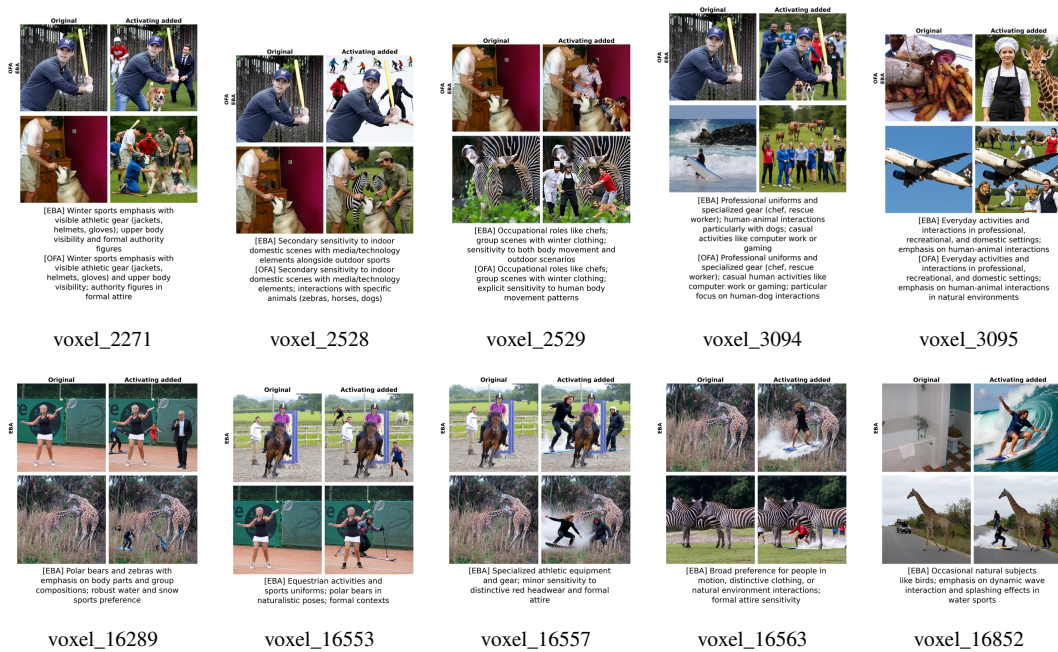 Original Activating added
OFA
EBA
[EBA] Winter sports emphasis with
visible athletic gear (jackets,
helmets, gloves); upper body
visibility and formal authority
figures
[OFA] Winter sports emphasis with
visible athletic gear (jackets,
helmets, gloves) and upper body
visibility; authority figures in
formal attire
voxel_2271
Original Activating added
OFA
EBA
[EBA] Secondary sensitivity to indoor
domestic scenes with media/technology
elements alongside outdoor sports
[OFA] Secondary sensitivity to indoor
domestic scenes with media/technology
elements; interactions with specific
animals (zebras, horses, dogs)
voxel_2528
Original Activating added
OFA
EBA
[EBA] Occupational roles like chefs;
group scenes with winter clothing;
sensitivity to both body movement and
outdoor scenarios
[OFA] Occupational roles like chefs;
group scenes with winter clothing;
explicit sensitivity to human body
movement patterns
voxel_2529
Original Activating added
OFA
EBA
[EBA] Professional uniforms and
specialized gear (chef, rescue
worker); human-animal interactions
particularly with dogs; casual
activities like computer work or
gaming
[OFA] Professional uniforms and
specialized gear (chef, rescue
worker); casual human activities like
computer work or gaming; particular
focus on human-dog interactions
voxel_3094
Original Activating added
OFA
EBA
[EBA] Everyday activities and
interactions in professional,
recreational, and domestic settings;
emphasis on human-animal interactions
[OFA] Everyday activities and
interactions in professional,
recreational, and domestic settings;
emphasis on human-animal interactions
in natural environments
voxel_3095
Original Activating added
EBA
[EBA] Polar bears and zebras with
emphasis on body parts and group
compositions; robust water and snow
sports preference
voxel_16289
Original Activating added
EBA
[EBA] Equestrian activities and
sports uniforms; polar bears in
naturalistic poses; formal contexts
voxel_16553
Original Activating added
EBA
[EBA] Specialized athletic equipment
and gear; minor sensitivity to
distinctive red headwear and formal
attire
voxel_16557
Original Activating added
EBA
[EBA] Broad preference for people in
motion, distinctive clothing, or
natural environment interactions;
formal attire sensitivity
voxel_16563
Original Activating added
EBA
[EBA] Occasional natural subjects
like birds; emphasis on dynamic wave
interaction and splashing effects in
water sports
voxel_16852